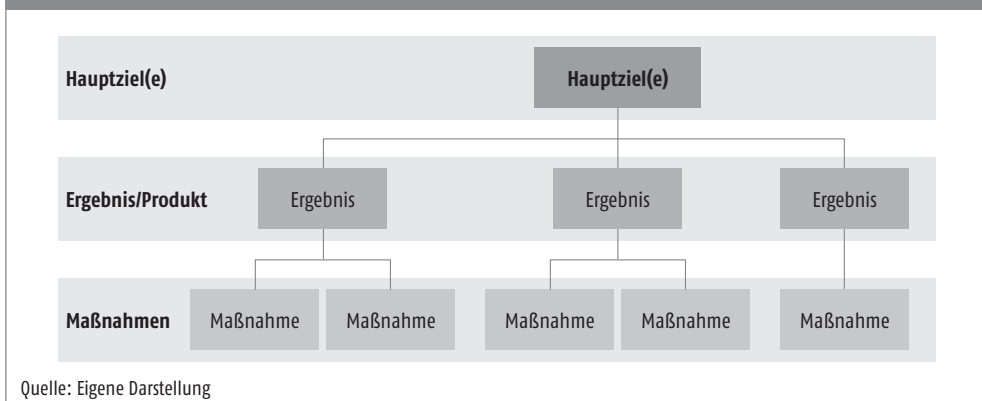 Hauptziel(e) Hauptziel(e)
Ergebnis/Produkt Ergebnis Ergebnis Ergebnis
Maßnahmen Maßnahme Maßnahme Maßnahme Maßnahme Maßnahme
Quelle: Eigene Darstellung